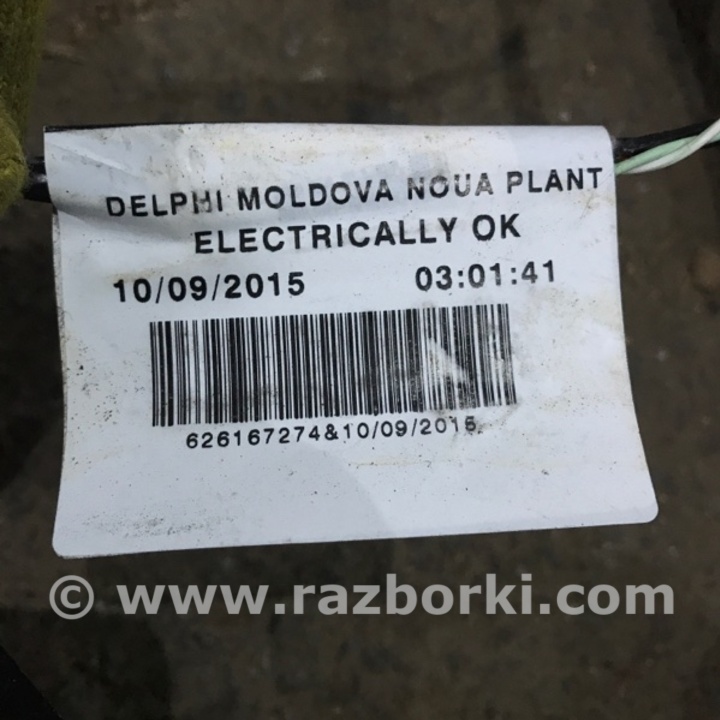 DELPHI MOLDOVA NOUA PLANT
ELECTRICALLY OK
10/09/2015 03:01:41
626167274&10/09/2015
© www.razborki.com